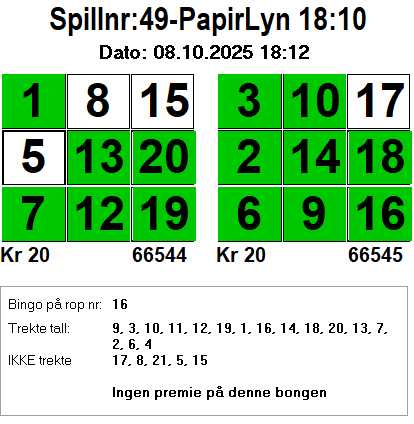 Spillnr:49-PapirLyn 18:10
Dato: 08.10.2025 18:12
1 8 15 3 10 17
5 13 20 2 14 18
7 12 19 6 9 16
Kr 20 66544 Kr 20 66545
Bingo på rop nr: 16
Trekte tall: 9, 3, 10, 11, 12, 19, 1, 16, 14, 18, 20, 13, 7,
2, 6, 4
IKKE trekte 17, 8, 21, 5, 15
Ingen premie på denne bongen